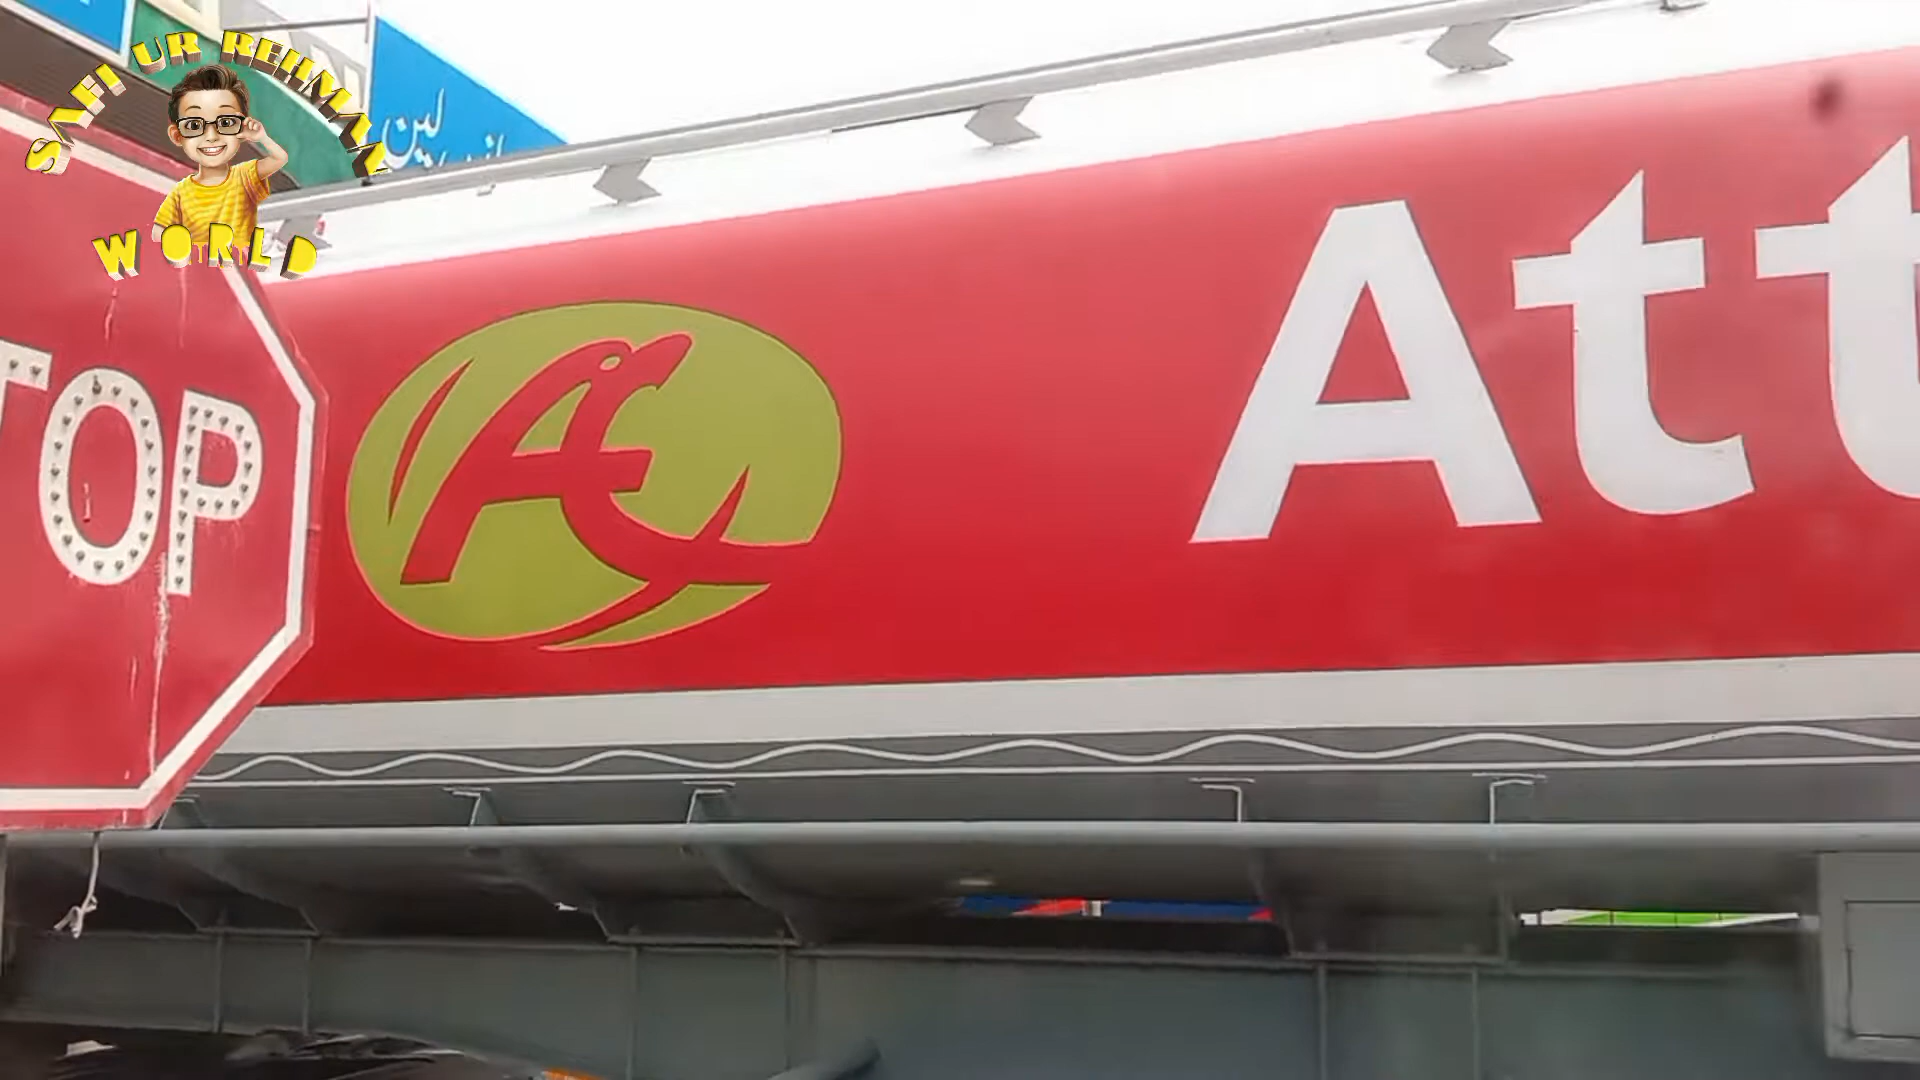 SAFI UR REHMAN
WORLD
لین
TOP
A
Att